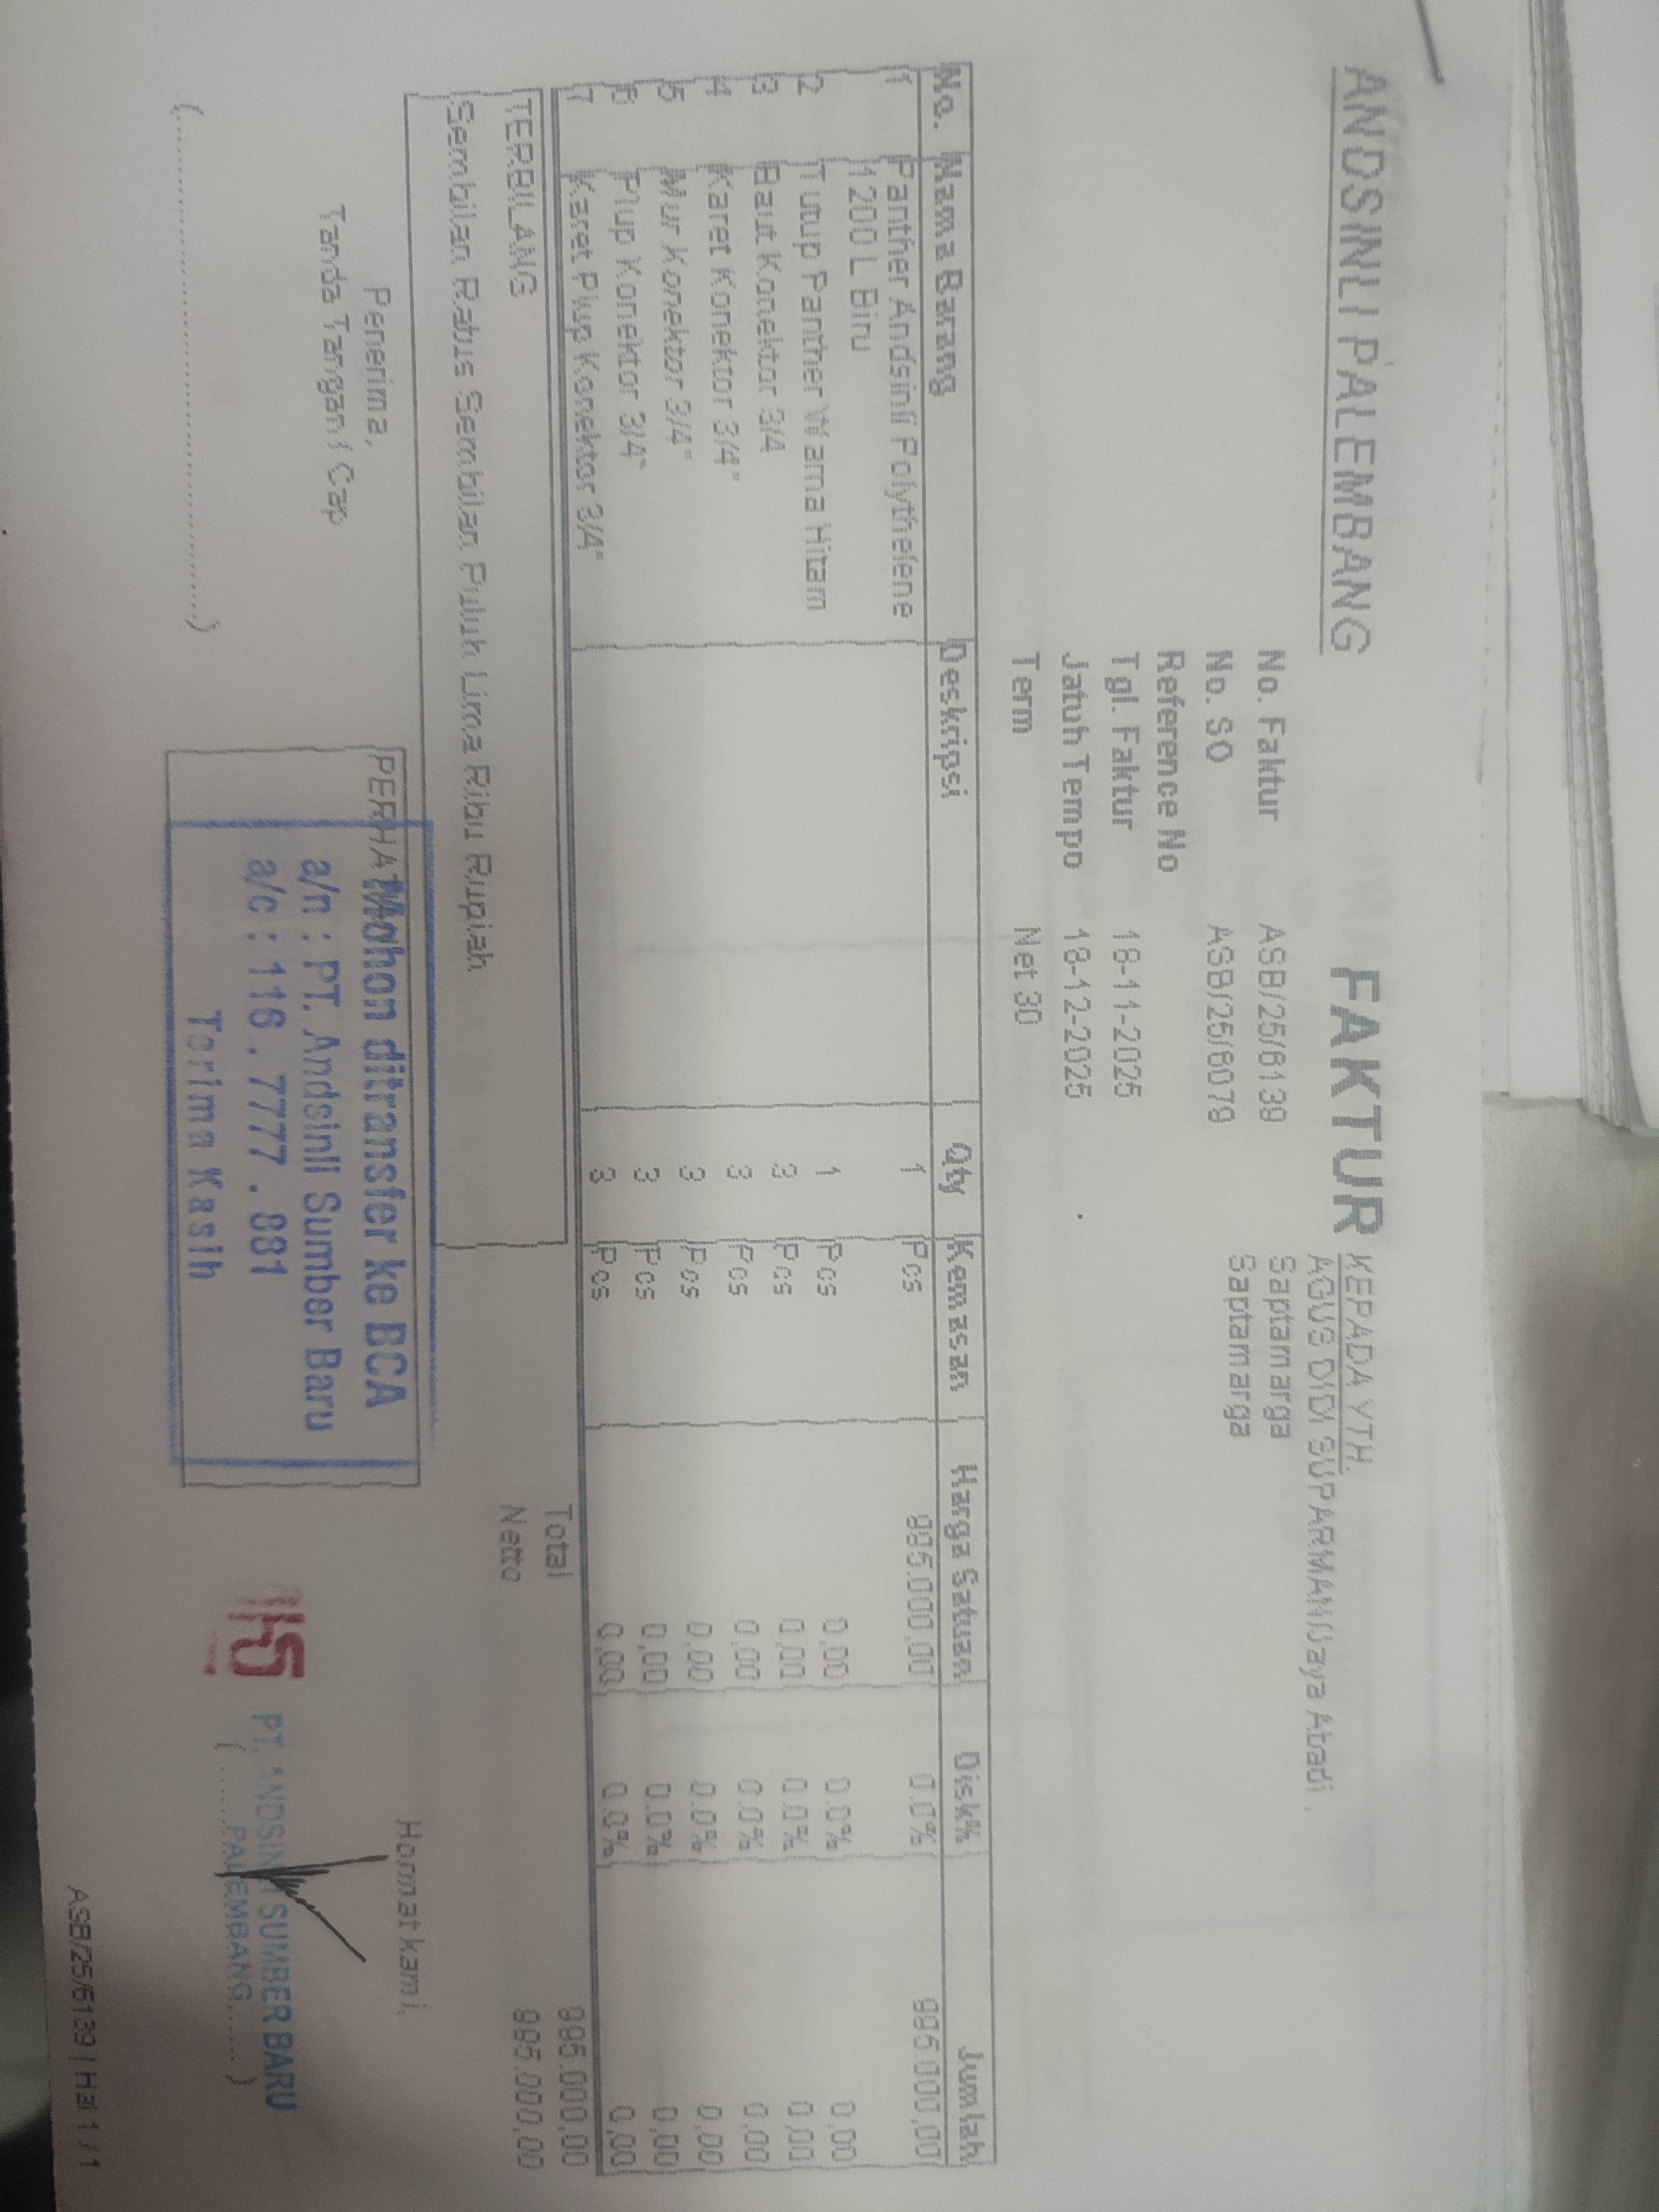 ANDSINLI PALEMBANG
FAKTUR
KEPADA YTH.
AGUS DIDI SUPARMAN/Jaya Abadi ,
Saptamarga
Saptamarga
No. Faktur ASB/25/6139
No. SO ASB/25/6079
Reference No
Tgl. Faktur 18-11-2025
Jatuh Tempo 18-12-2025
Term Net 30
No. Nama Barang Deskripsi Qty Kemasan Harga Satuan Disk% Jumlah
1 Panther Andsinli Polythelene 1 Pcs 995.000,00 0.0% 995.000,00
1200 L Biru
2 Tutup Panther Warna Hitam 1 Pcs 0,00 0.0% 0,00
3 Baut Konektor 3/4 3 Pcs 0,00 0.0% 0,00
4 Karet Konektor 3/4" 3 Pcs 0,00 0.0% 0,00
5 Mur Konektor 3/4" 3 Pcs 0,00 0.0% 0,00
6 Plup Konektor 3/4" 3 Pcs 0,00 0.0% 0,00
7 Karet Plup Konektor 3/4" 3 Pcs 0,00 0.0% 0,00
TERBILANG
Sembilan Ratus Sembilan Puluh Lima Ribu Rupiah
Total 995.000,00
Netto 995.000,00
Penerima,
Tanda Tangan / Cap
(..............................)
Mohon ditransfer ke BCA
a/n : PT. Andsinli Sumber Baru
a/c : 116 . 7777 . 881
Terima Kasih
Hormat kami,
PT. ANDSINLI SUMBER BARU
PALEMBANG
ASB/25/6139 | Hal 1 / 1